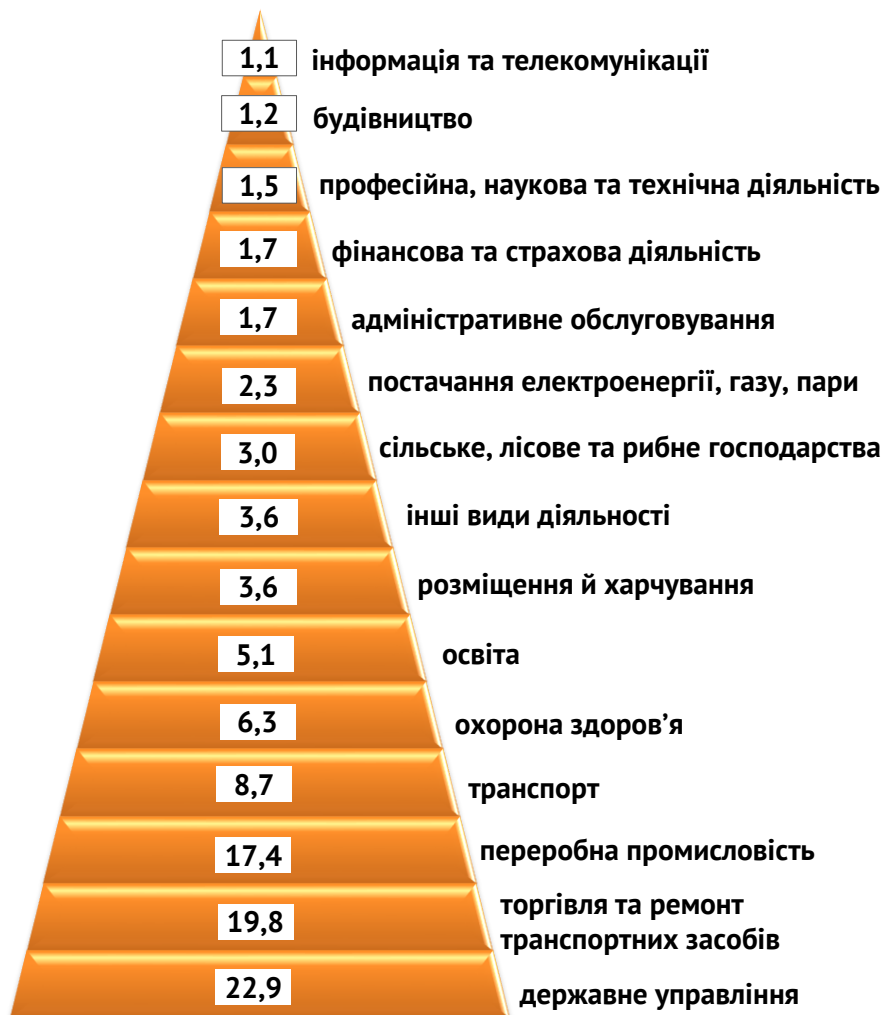 1,1 інформація та телекомунікації
1,2 будівництво
1,5 професійна, наукова та технічна діяльність
1,7 фінансова та страхова діяльність
1,7 адміністративне обслуговування
2,3 постачання електроенергії, газу, пари
3,0 сільське, лісове та рибне господарства
3,6 інші види діяльності
3,6 розміщення й харчування
5,1 освіта
6,3 охорона здоров’я
8,7 транспорт
17,4 переробна промисловість
19,8 торгівля та ремонт
транспортних засобів
22,9 державне управління